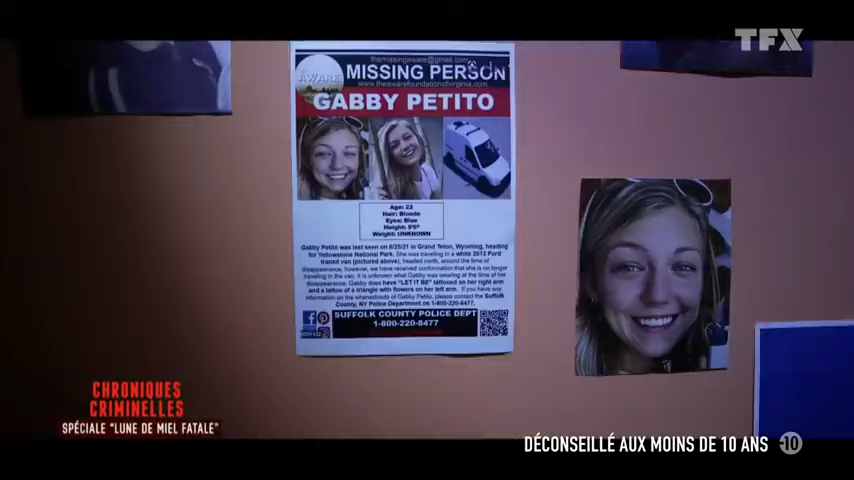 TFX
themissingaware@gmail.com
AWARE
MISSING PERSON
www.theawarefoundationofvirginia.com
GABBY PETITO
Age: 22
Hair: Blonde
Eyes: Blue
Height: 5'5"
Weight: UNKNOWN
Gabby Petito was last seen on 8/25/21 in Grand Teton, Wyoming, heading
for Yellowstone National Park. She was traveling in a white 2012 Ford
transit van (pictured above), headed north, around the time of
disappearance, however, we have received confirmation that she is no longer
traveling in the van. It is unknown what Gabby was wearing at the time of her
disappearance. Gabby does have "LET IT BE" tattooed on her right arm
and a tattoo of a triangle with flowers on her left arm. If you have any
information on the whereabouts of Gabby Petito, please contact the Suffolk
County, NY Police Department on 1-800-220-8477.
SUFFOLK COUNTY POLICE DEPT
1-800-220-8477
CHRONIQUES
CRIMINELLES
SPÉCIALE "LUNE DE MIEL FATALE"
DÉCONSEILLÉ AUX MOINS DE 10 ANS -10